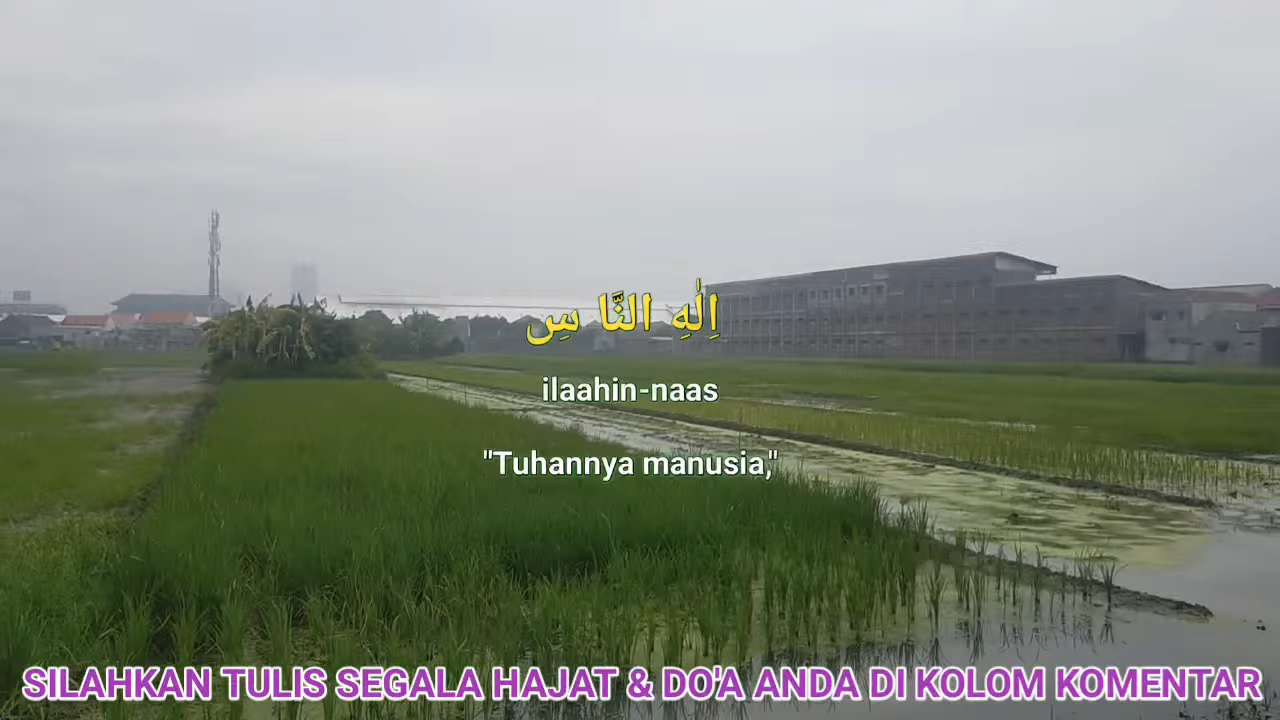 اِلٰهِ النَّا سِ
ilaahin-naas
"Tuhannya manusia,"
SILAHKAN TULIS SEGALA HAJAT & DO'A ANDA DI KOLOM KOMENTAR